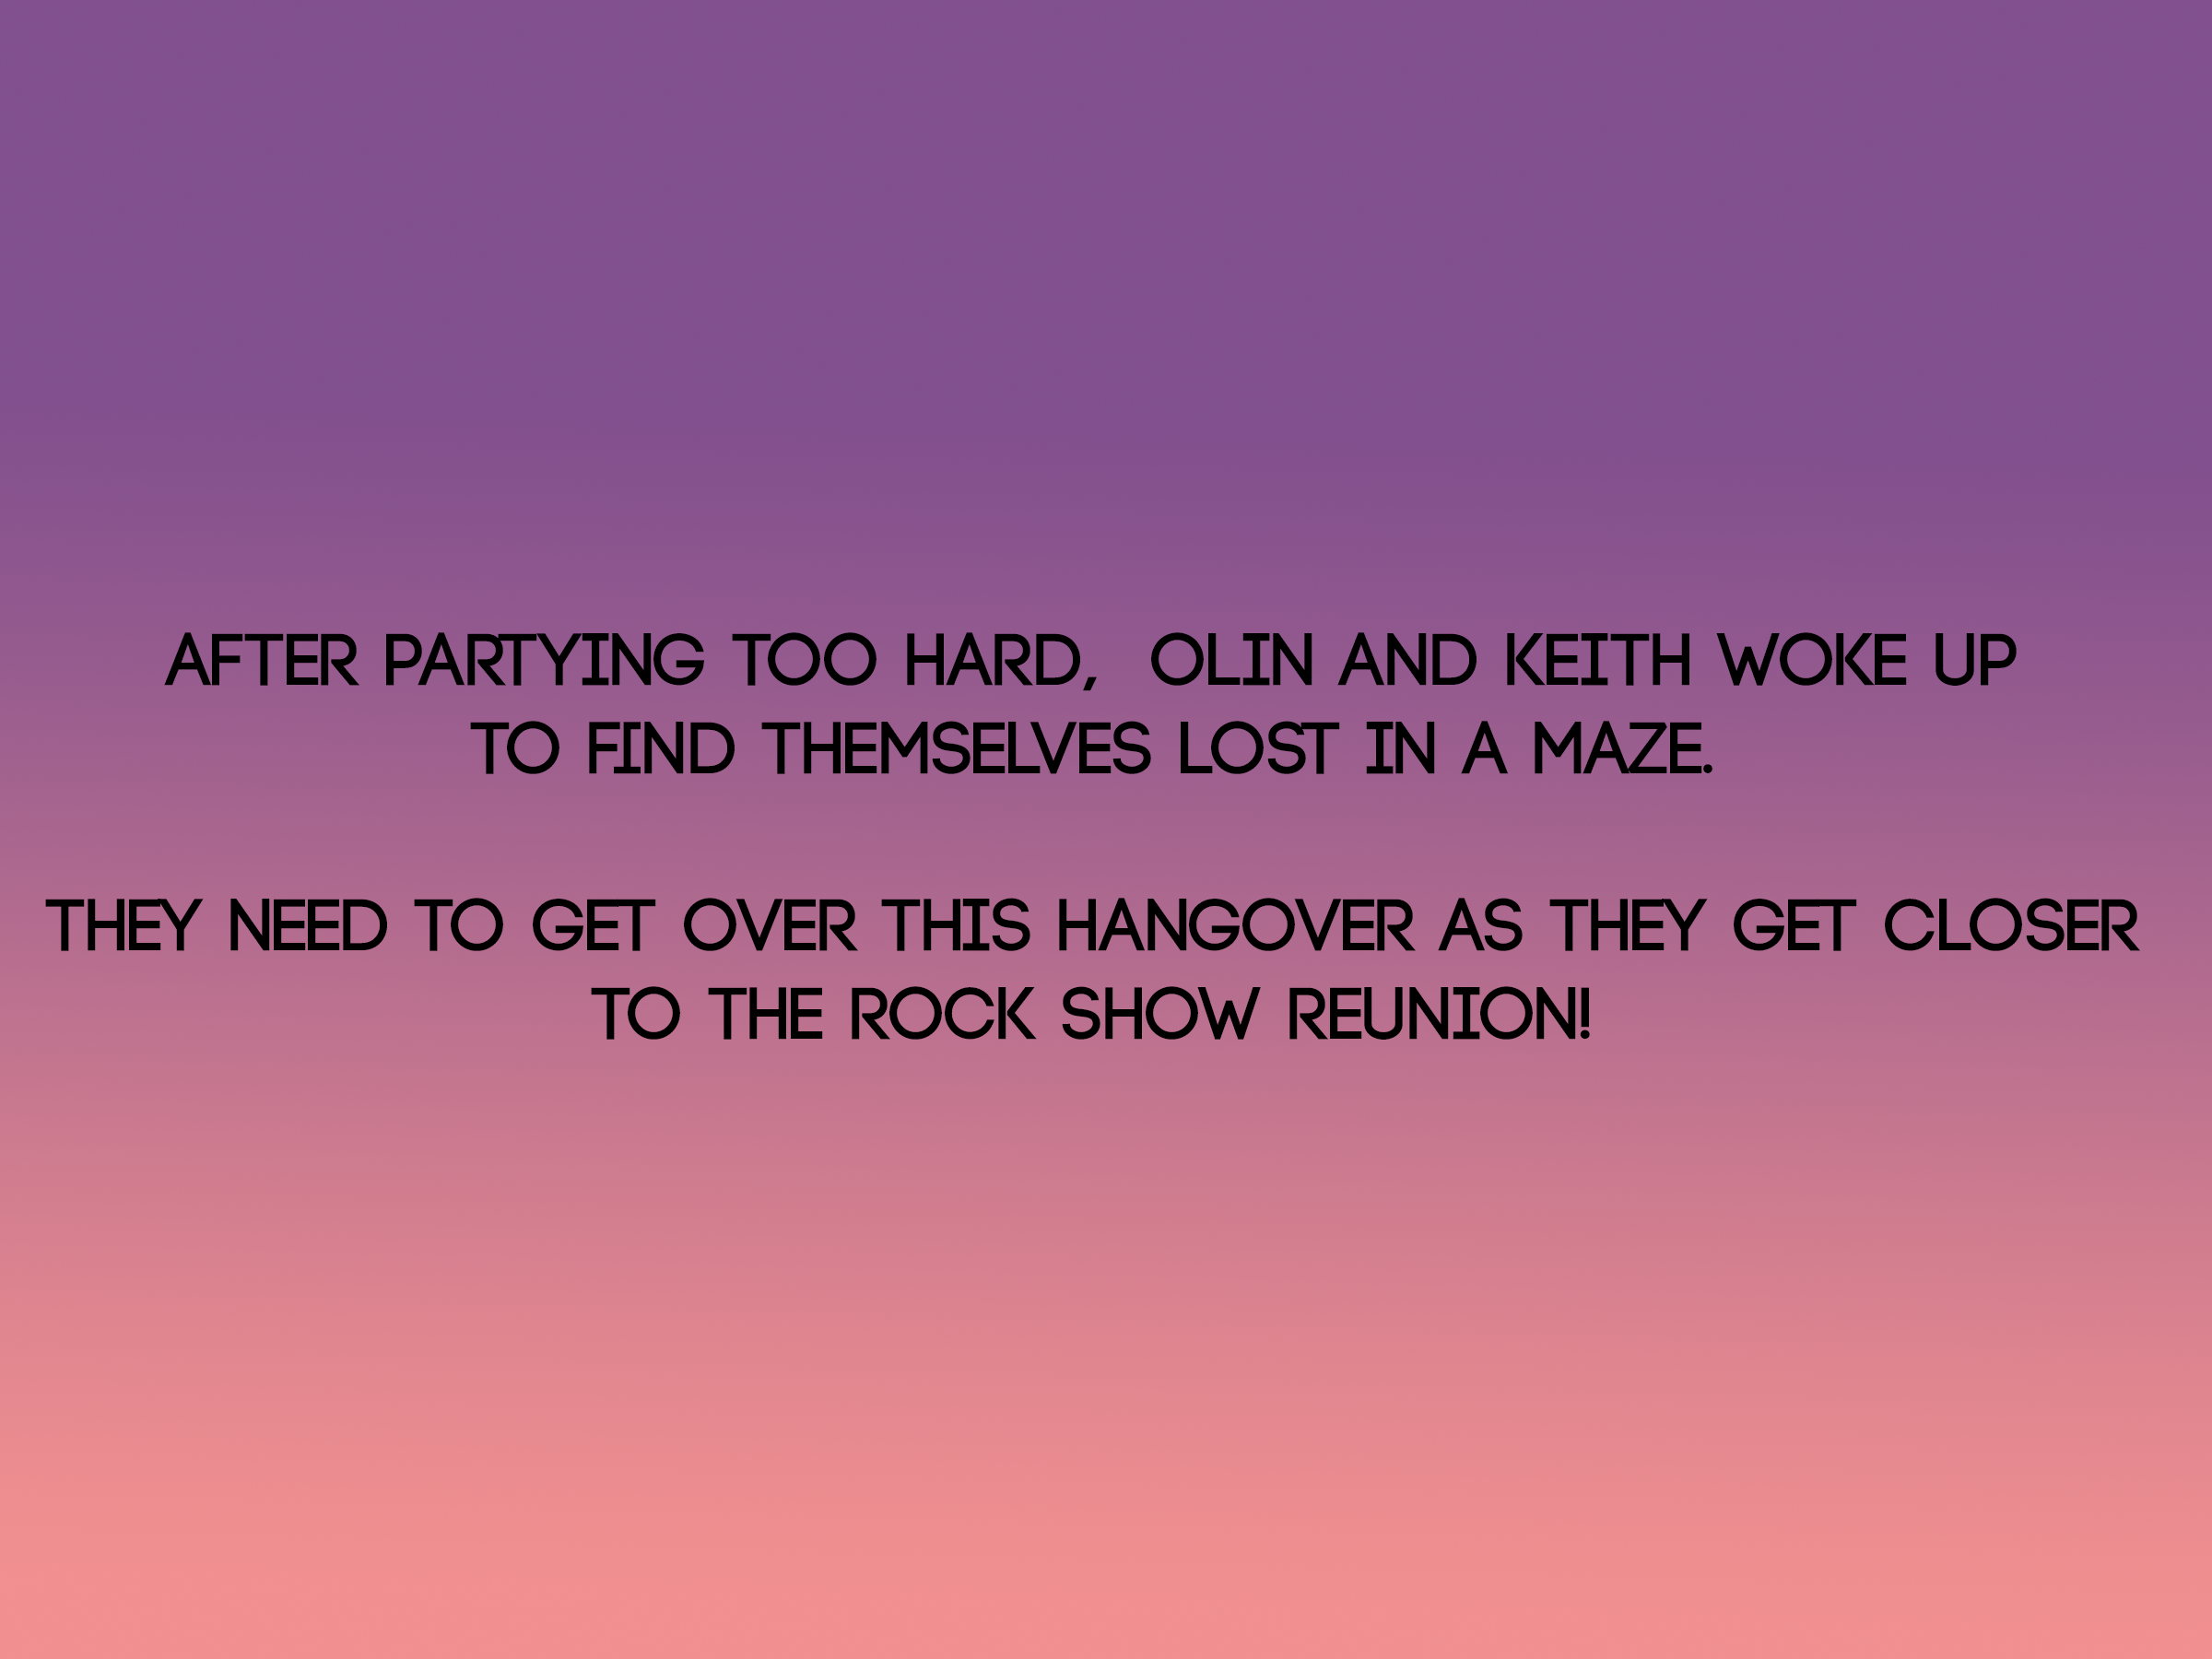 AFTER PARTYING TOO HARD, OLIN AND KEITH WOKE UP
TO FIND THEMSELVES LOST IN A MAZE.
THEY NEED TO GET OVER THIS HANGOVER AS THEY GET CLOSER
TO THE ROCK SHOW REUNION!